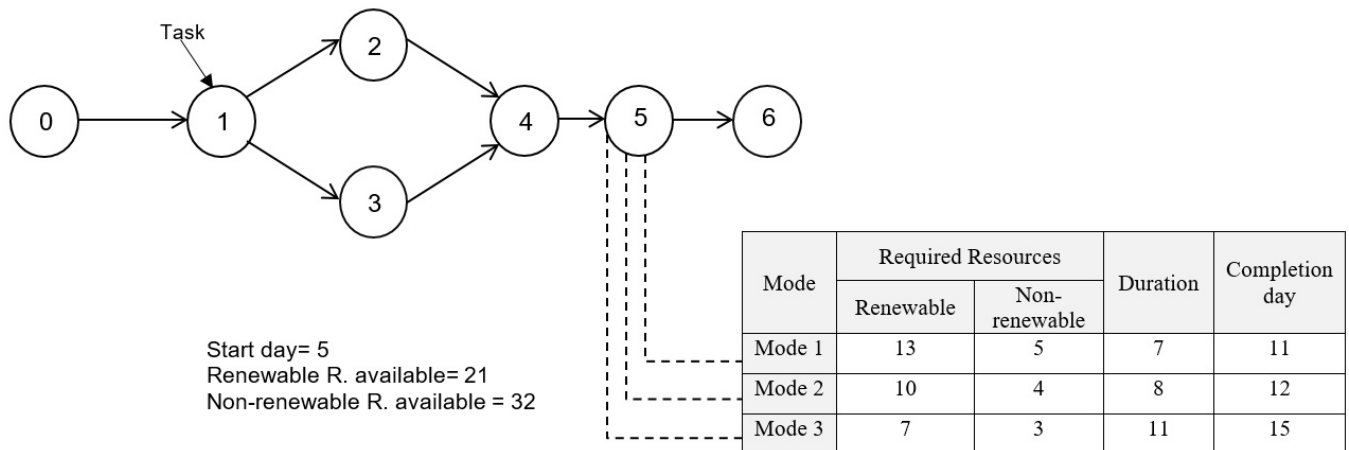 Task
2
0
1
4
5
6
3
Start day= 5
Renewable R. available= 21
Non-renewable R. available = 32
Mode Required Resources Duration Completion day
Renewable Non-renewable
Mode 1 13 5 7 11
Mode 2 10 4 8 12
Mode 3 7 3 11 15